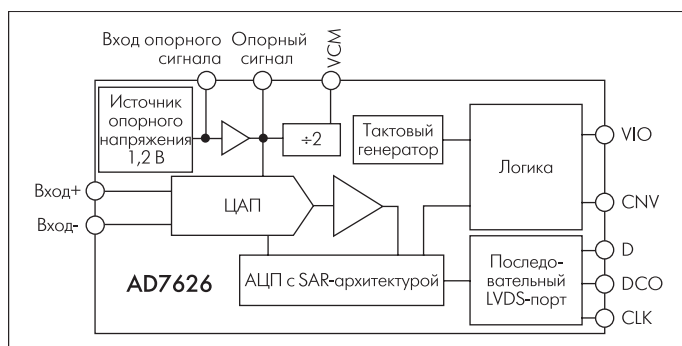 Вход опорного
сигнала
Опорный
сигнал
VCM
Источник
опорного
напряжения
1,2 В
÷2
Тактовый
генератор
Логика
VIO
CNV
Вход+
Вход-
ЦАП
AD7626
АЦП с SAR-архитектурой
Последо-
вательный
LVDS-порт
D
DCO
CLK